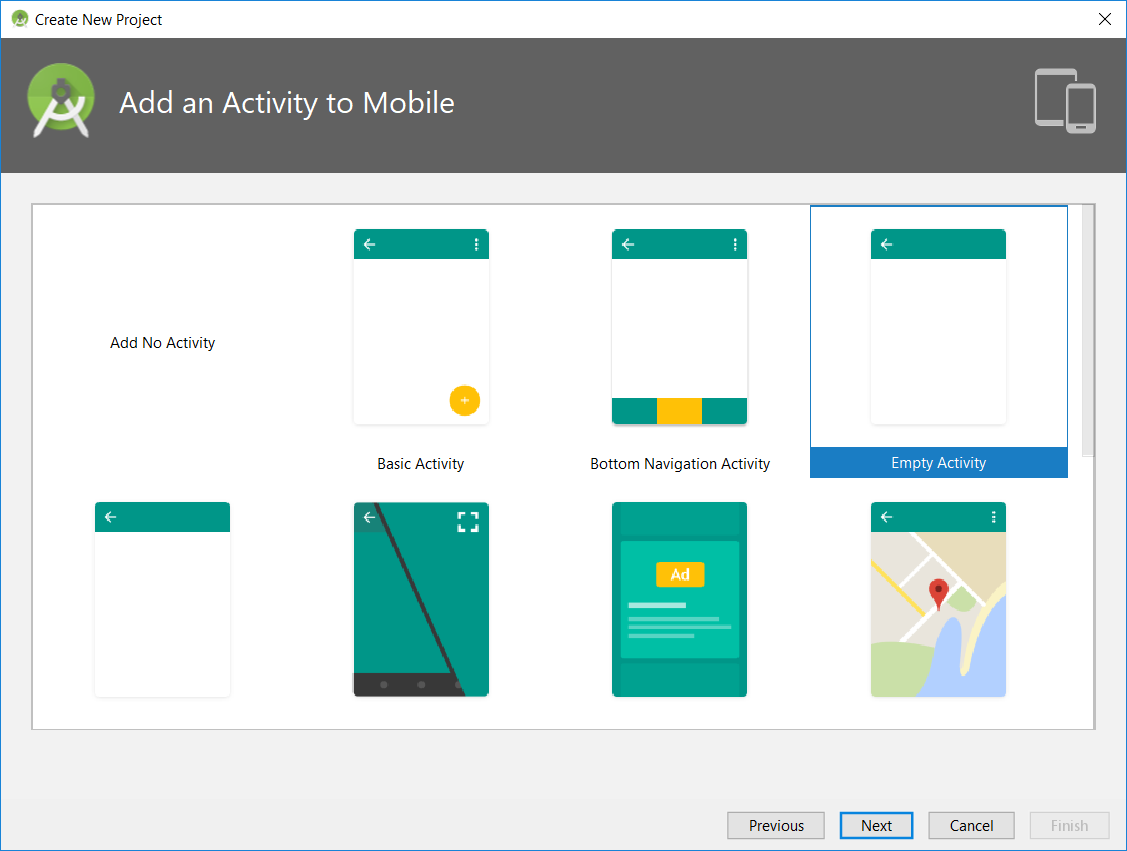 Create New Project
Add an Activity to Mobile
Add No Activity
Basic Activity
Bottom Navigation Activity
Empty Activity
Ad
Previous
Next
Cancel
Finish